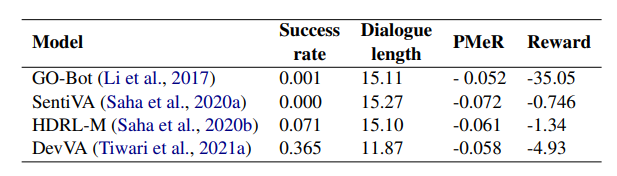 Model Success rate Dialogue length PMeR Reward
GO-Bot (Li et al., 2017) 0.001 15.11 - 0.052 -35.05
SentiVA (Saha et al., 2020a) 0.000 15.27 -0.072 -0.746
HDRL-M (Saha et al., 2020b) 0.071 15.10 -0.061 -1.34
DevVA (Tiwari et al., 2021a) 0.365 11.87 -0.058 -4.93